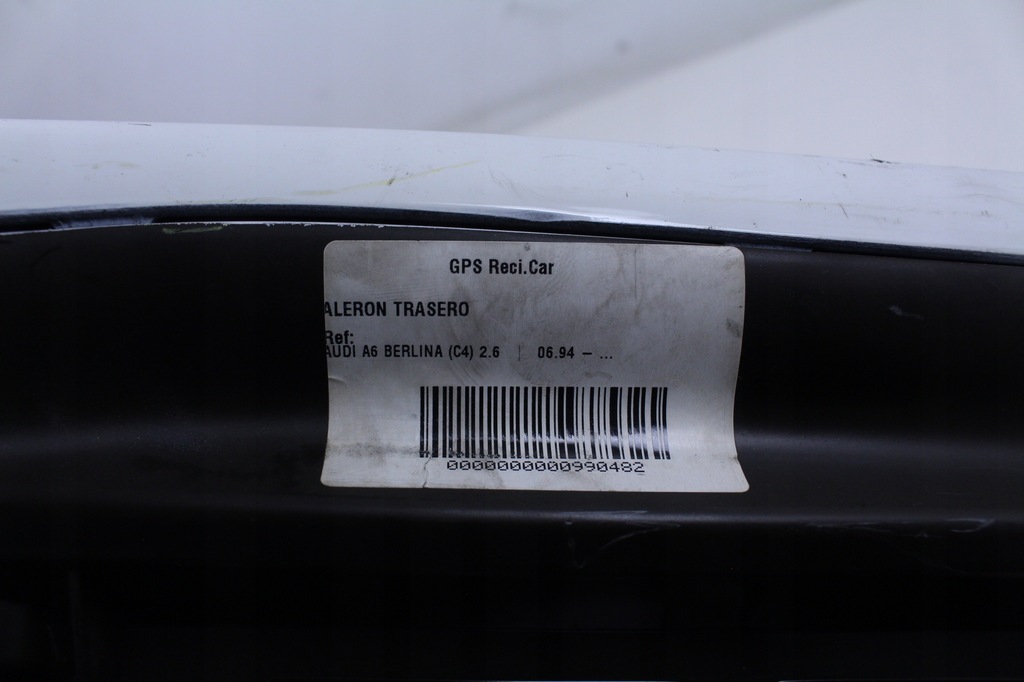 GPS Reci.Car
ALERON TRASERO
Ref:
AUDI A6 BERLINA (C4) 2.6 | 06.94 – ...
0000000000990482